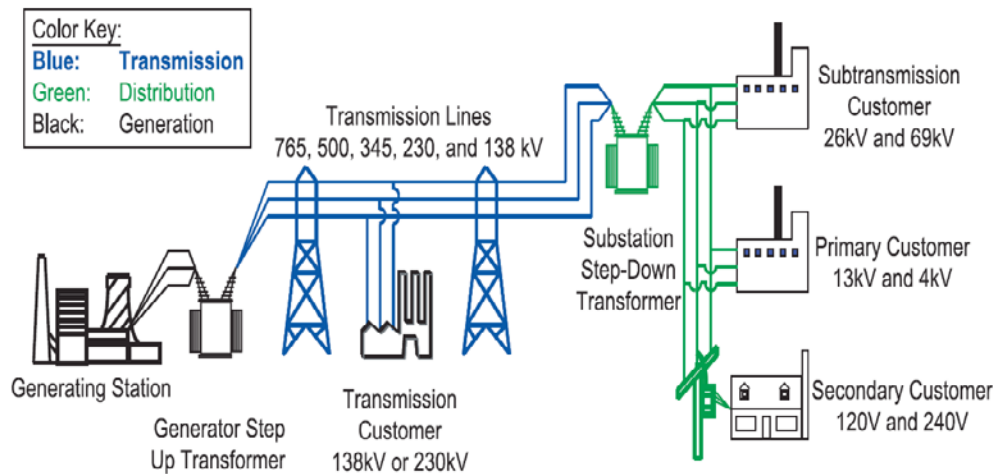 Color Key:
Blue: Transmission
Green: Distribution
Black: Generation
Transmission Lines
765, 500, 345, 230, and 138 kV
Subtransmission
Customer
26kV and 69kV
Substation
Step-Down
Transformer
Primary Customer
13kV and 4kV
Generating Station
Generator Step
Up Transformer
Transmission
Customer
138kV or 230kV
Secondary Customer
120V and 240V